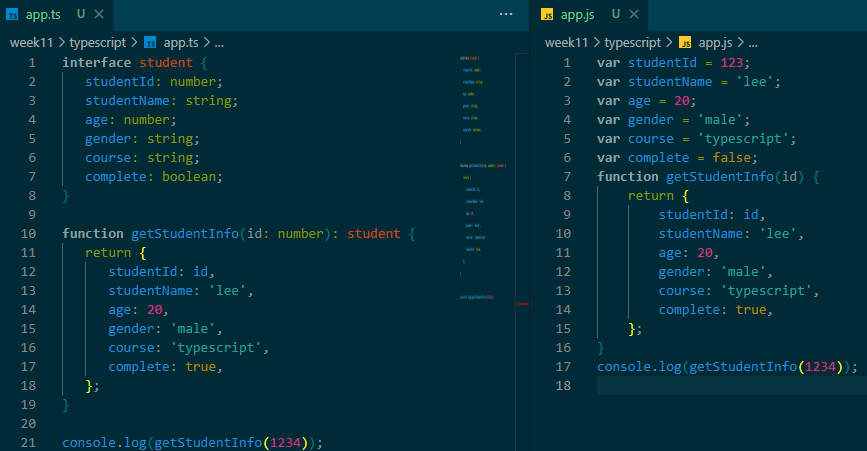 TS app.ts U × ···
week11 > typescript > TS app.ts > ...
1 interface student {
2 studentId: number;
3 studentName: string;
4 age: number;
5 gender: string;
6 course: string;
7 complete: boolean;
8 }
9
10 function getStudentInfo(id: number): student {
11 return {
12 studentId: id,
13 studentName: 'lee',
14 age: 20,
15 gender: 'male',
16 course: 'typescript',
17 complete: true,
18 };
19 }
20
21 console.log(getStudentInfo(1234));
JS app.js U ×
week11 > typescript > JS app.js > ...
1 var studentId = 123;
2 var studentName = 'lee';
3 var age = 20;
4 var gender = 'male';
5 var course = 'typescript';
6 var complete = false;
7 function getStudentInfo(id) {
8 return {
9 studentId: id,
10 studentName: 'lee',
11 age: 20,
12 gender: 'male',
13 course: 'typescript',
14 complete: true,
15 };
16 }
17 console.log(getStudentInfo(1234));
18